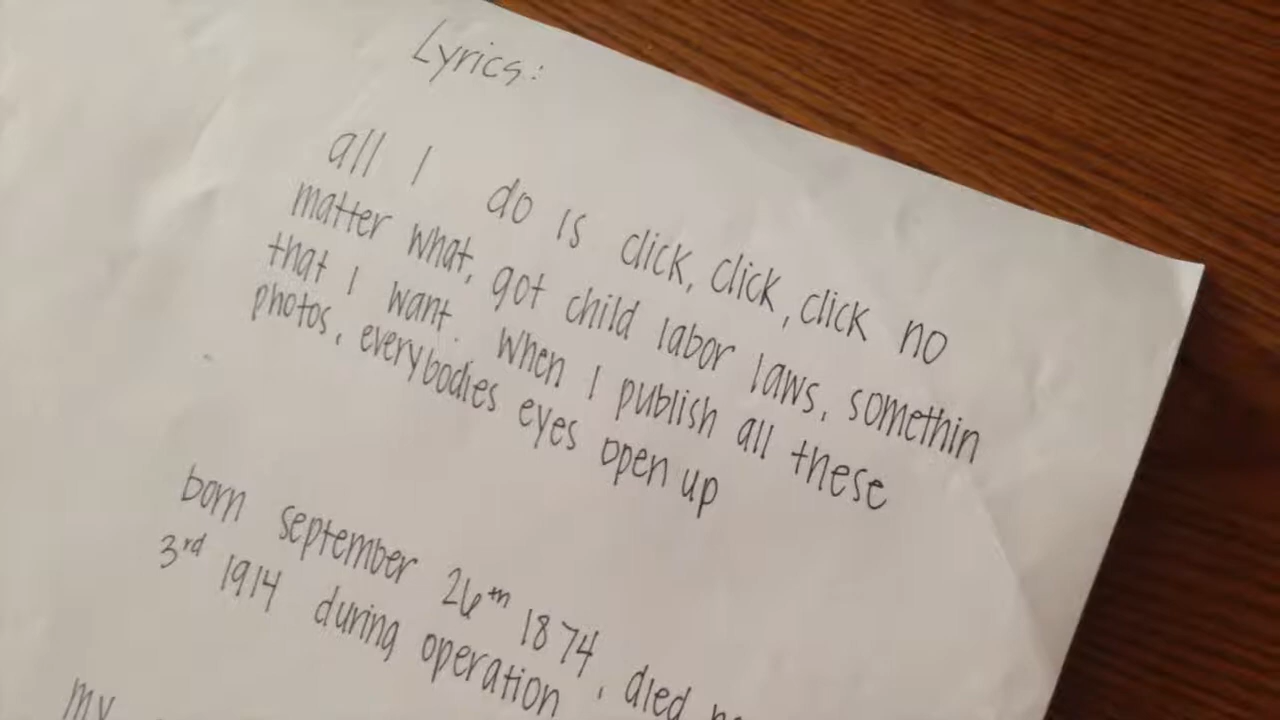 Lyrics:
all I do is click, click, click no
matter what, got child labor laws, somethin
that I want. When I publish all these
photos, everybodies eyes open up
born september 26th 1874, died
3rd 1914 during operation
my